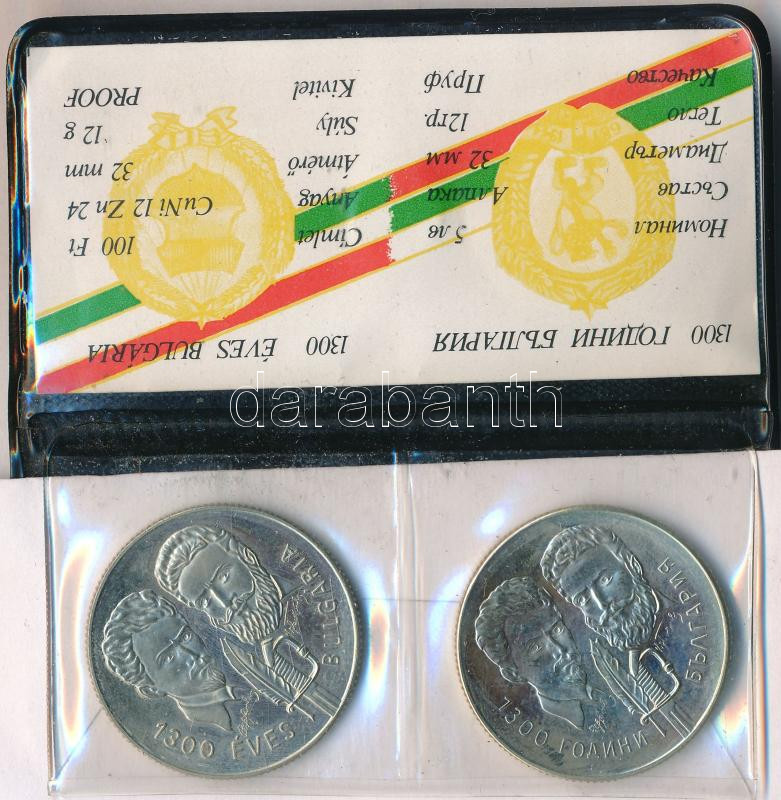 1300 ГОДИНИ БЪЛГАРИЯ
Номинал 5 лв
Състав Алпака
Диаметър 32 мм
Тегло 12гр.
Качество Пруф
1300 ÉVES BULGÁRIA
Címlet 100 Ft
Anyag CuNi 12 Zn 24
Átmérő 32 mm
Súly 12 g
Kivitel PROOF
darabanth
1300 ÉVES BULGÁRIA
1300 ГОДИНИ БЪЛГАРИЯ